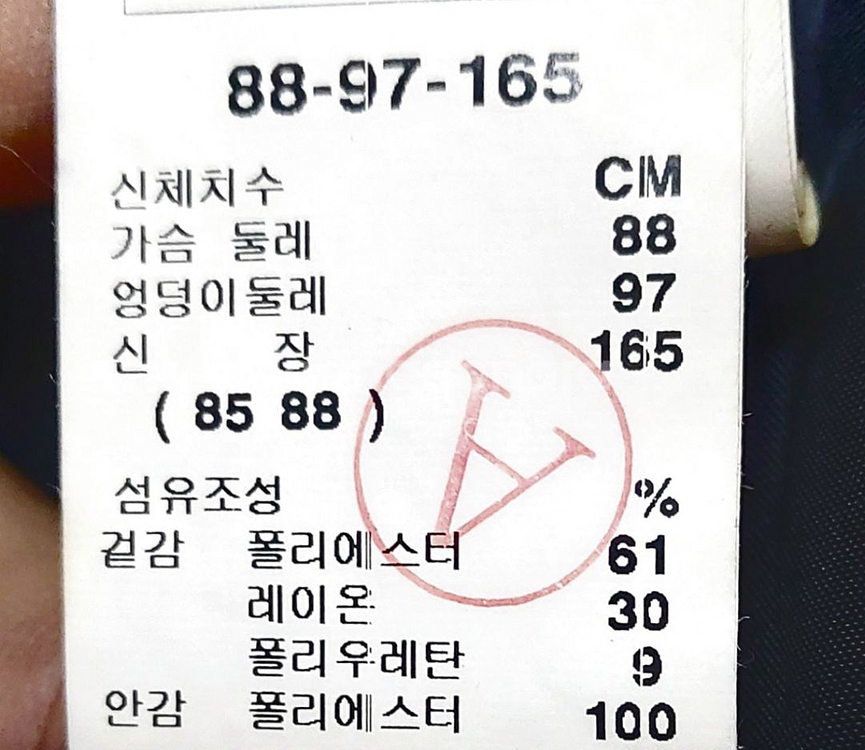 88-97-165
신체치수 CM
가슴 둘레 88
엉덩이둘레 97
신 장 165
( 85 88 )
A
섬유조성 %
겉감 폴리에스터 61
레이온 30
폴리우레탄 9
안감 폴리에스터 100